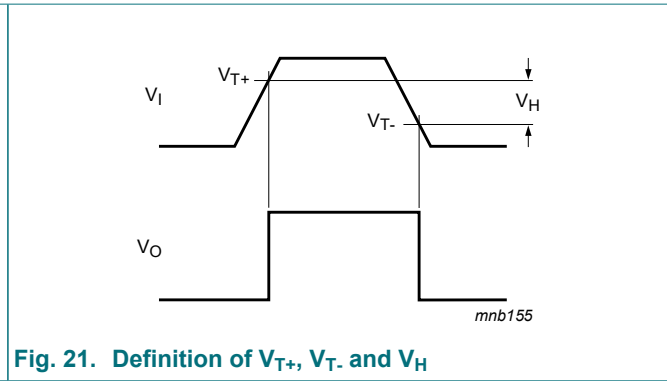 VT+
VI
VH
VT-
VO
mnb155
Fig. 21. Definition of VT+, VT- and VH